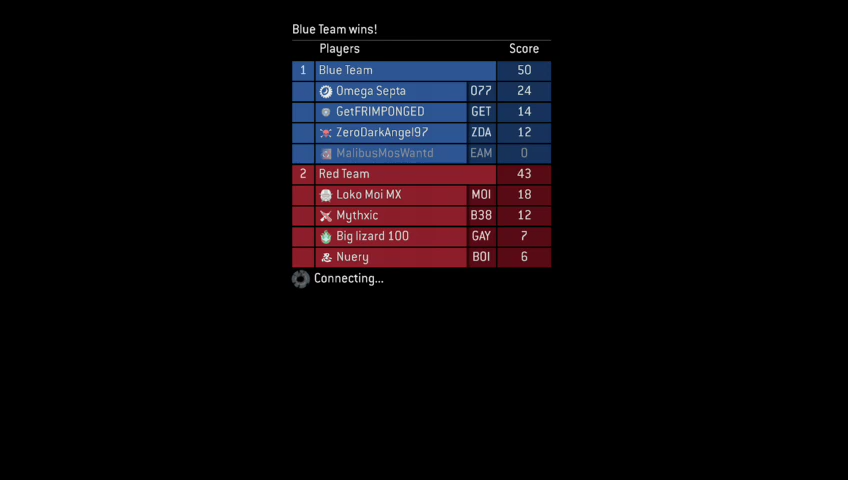 Blue Team wins!
Players Score
1 Blue Team 50
Omega Septa 077 24
GetFRIMPONGED GET 14
ZeroDarkAngel97 ZDA 12
MalibusMosWantd EAM 0
2 Red Team 43
Loko Moi MX MOI 18
Mythxic B38 12
Big lizard 100 GAY 7
Nuery BOI 6
Connecting...